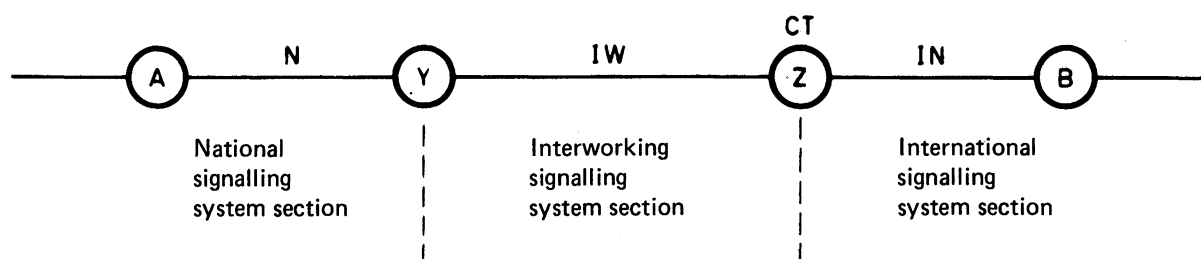 CT
N
IW
IN
A
Y
Z
B
National
signalling
system section
Interworking
signalling
system section
International
signalling
system section